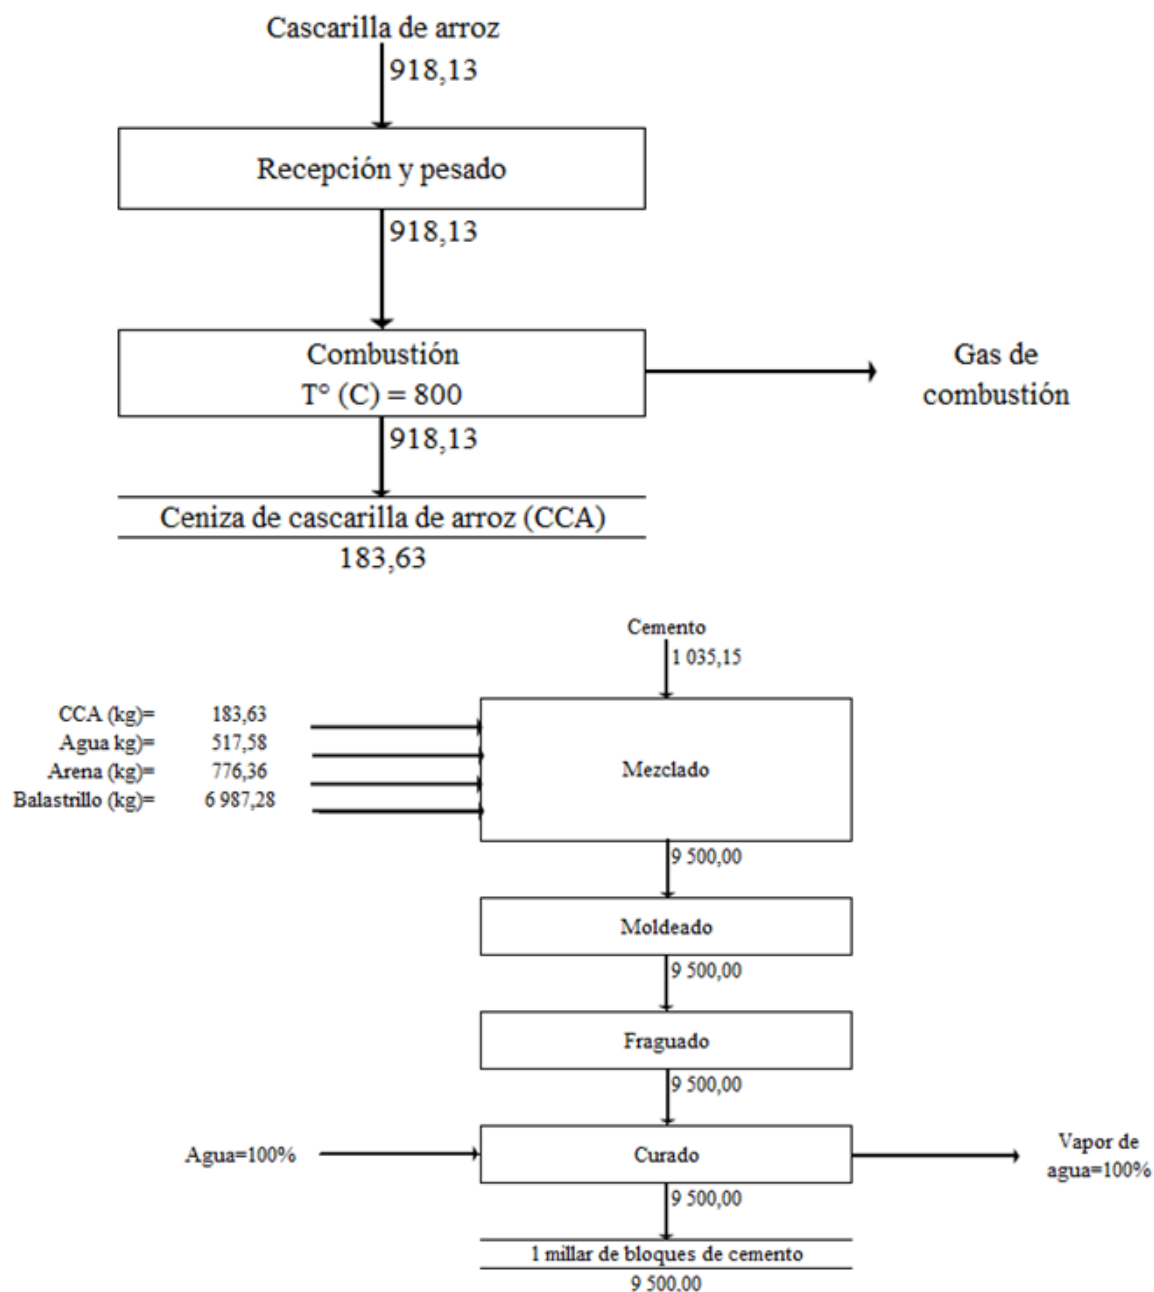 Cascarilla de arroz
918,13
Recepción y pesado
918,13
Combustión
T° (C) = 800
Gas de
combustión
918,13
Ceniza de cascarilla de arroz (CCA)
183,63
Cemento
1 035,15
CCA (kg)= 183,63
Agua kg)= 517,58
Arena (kg)= 776,36
Balastrillo (kg)= 6 987,28
Mezclado
9 500,00
Moldeado
9 500,00
Fraguado
9 500,00
Agua=100%
Curado
Vapor de
agua=100%
9 500,00
1 millar de bloques de cemento
9 500,00